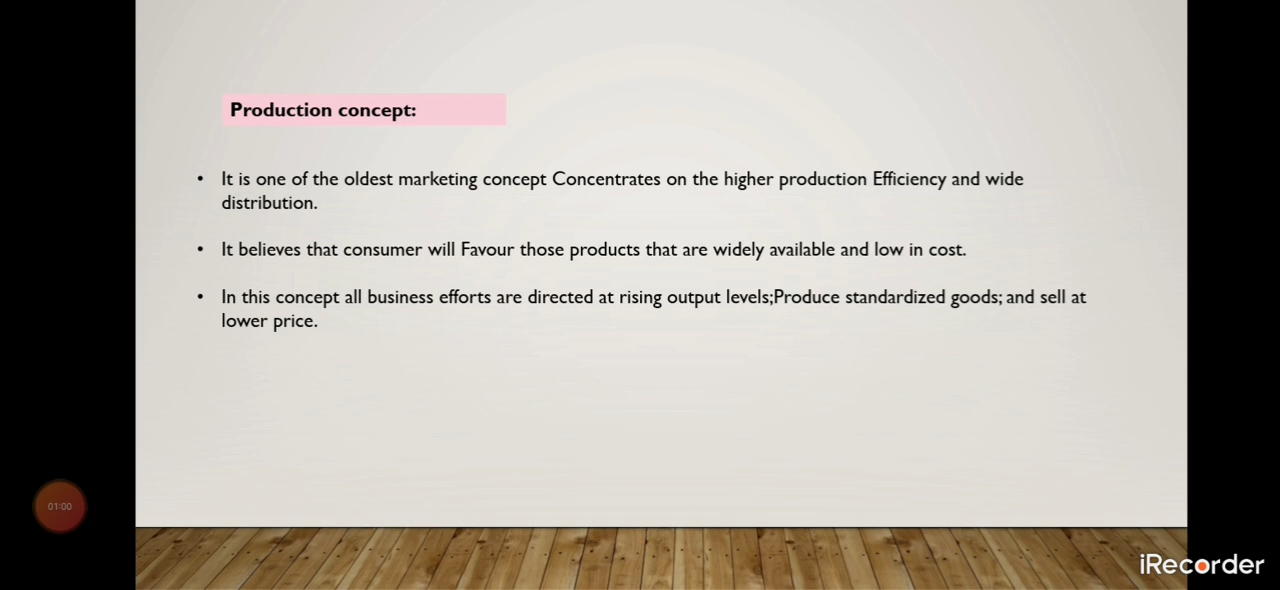 Production concept:
• It is one of the oldest marketing concept Concentrates on the higher production Efficiency and wide
distribution.
• It believes that consumer will Favour those products that are widely available and low in cost.
• In this concept all business efforts are directed at rising output levels;Produce standardized goods; and sell at
lower price.
01:00
iRecorder